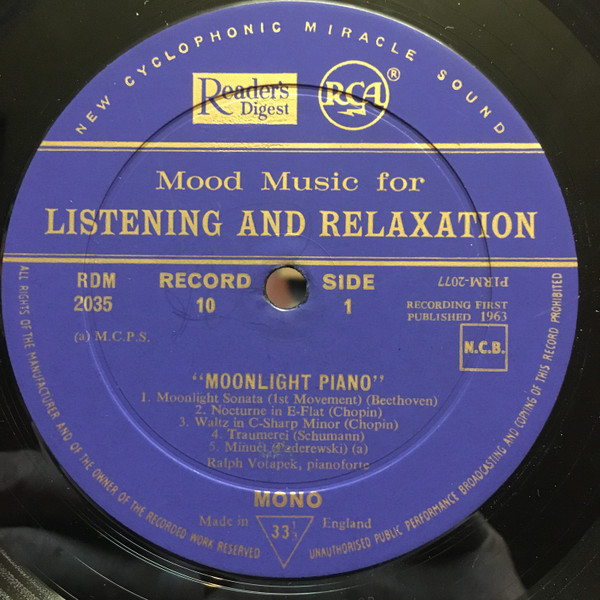 NEW CYCLOPHONIC MIRACLE SOUND
Reader's
Digest
RCA
®
Mood Music for
LISTENING AND RELAXATION
RDM
2035
RECORD
10
SIDE
1
PIRM-2077
RECORDING FIRST
PUBLISHED 1963
(a) M.C.P.S.
N.C.B.
"MOONLIGHT PIANO"
1. Moonlight Sonata (1st Movement) (Beethoven)
2. Nocturne in E-Flat (Chopin)
3. Waltz in C-Sharp Minor (Chopin)
4. Traumerei (Schumann)
5. Minuet (Paderewski) (a)
Ralph Votapek, pianoforte
MONO
Made in England
33⅓
ALL RIGHTS OF THE MANUFACTURER AND OF THE OWNER OF THE RECORDED WORK RESERVED
UNAUTHORISED PUBLIC PERFORMANCE BROADCASTING AND COPYING OF THIS RECORD PROHIBITED